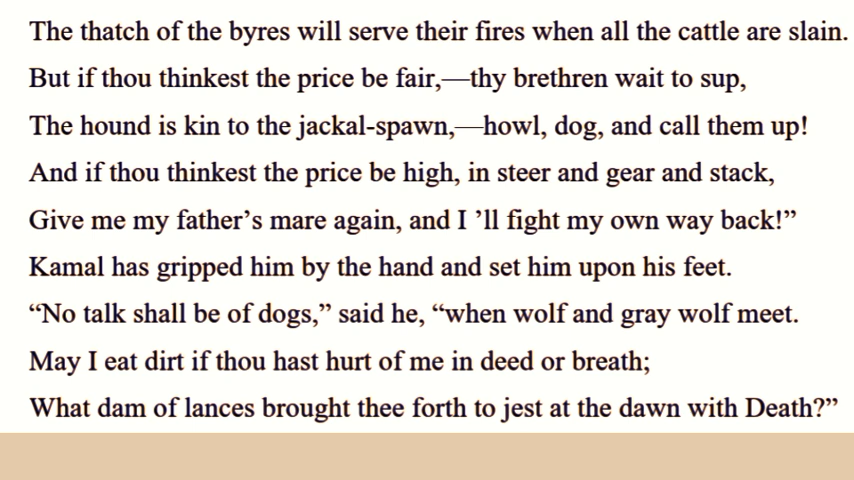 The thatch of the byres will serve their fires when all the cattle are slain.
But if thou thinkest the price be fair,—thy brethren wait to sup,
The hound is kin to the jackal-spawn,—howl, dog, and call them up!
And if thou thinkest the price be high, in steer and gear and stack,
Give me my father’s mare again, and I ’ll fight my own way back!”
Kamal has gripped him by the hand and set him upon his feet.
“No talk shall be of dogs,” said he, “when wolf and gray wolf meet.
May I eat dirt if thou hast hurt of me in deed or breath;
What dam of lances brought thee forth to jest at the dawn with Death?”